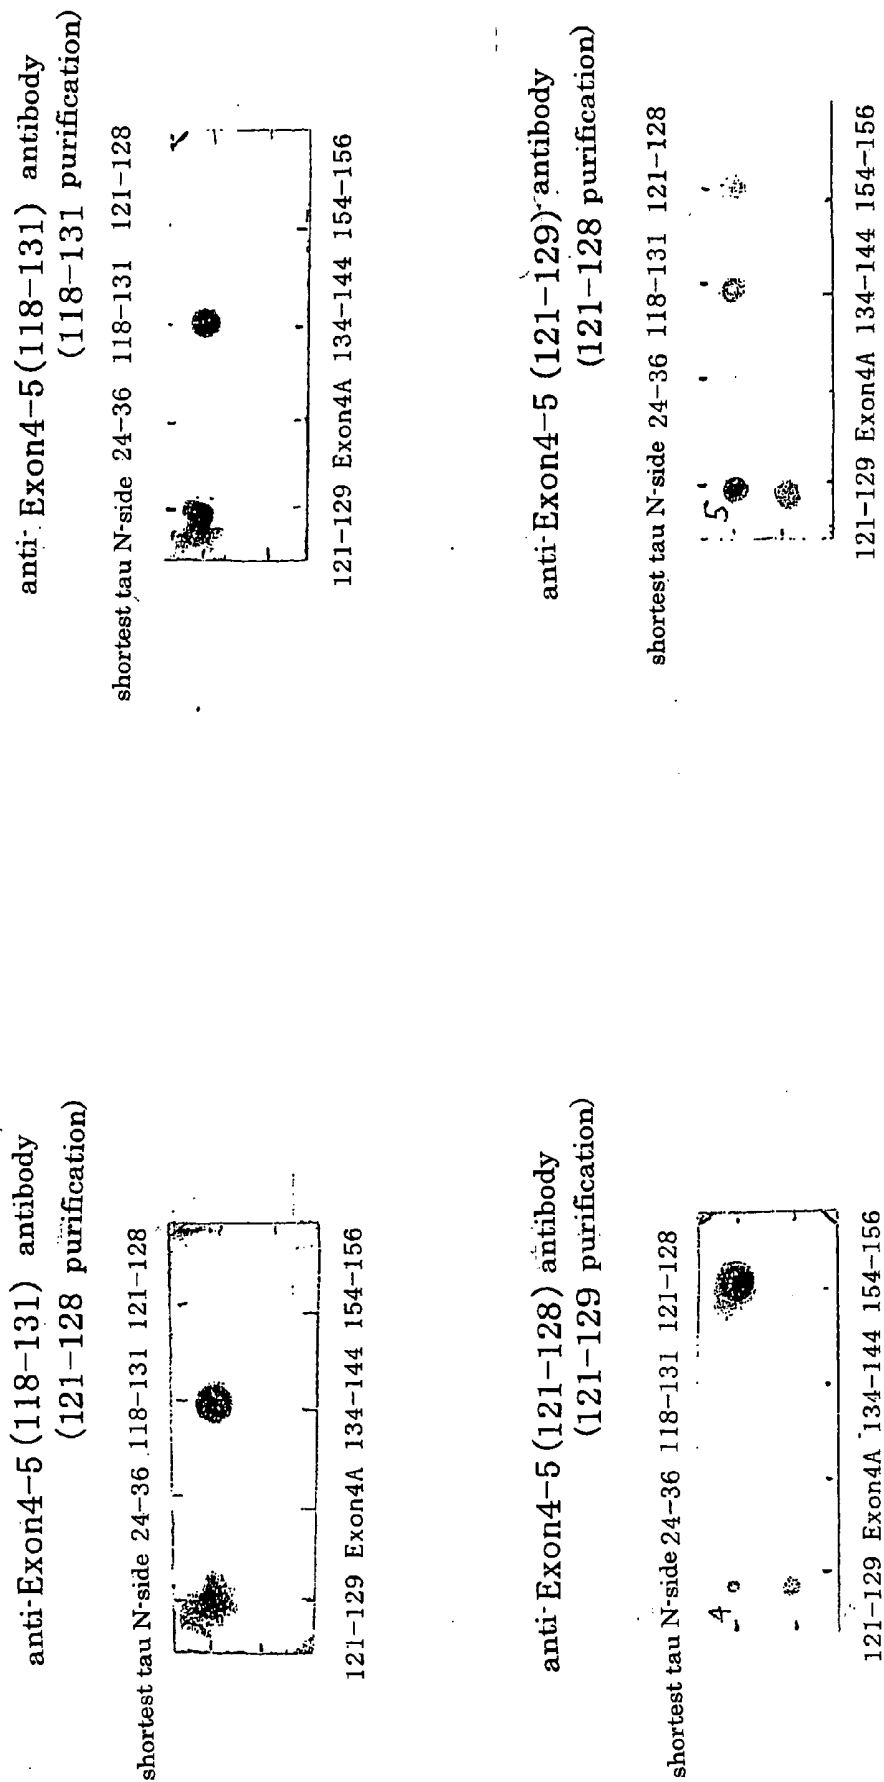 anti-Exon4-5(118-131) antibody
(121-128 purification)
shortest tau N-side 24-36 118-131 121-128
121-129 Exon4A 134-144 154-156
anti-Exon4-5(118-131) antibody
(118-131 purification)
shortest tau N-side 24-36 118-131 121-128
121-129 Exon4A 134-144 154-156
anti-Exon4-5(121-128) antibody
(121-129 purification)
shortest tau N-side 24-36 118-131 121-128
4
121-129 Exon4A 134-144 154-156
anti-Exon4-5(121-129) antibody
(121-128 purification)
shortest tau N-side 24-36 118-131 121-128
5
121-129 Exon4A 134-144 154-156